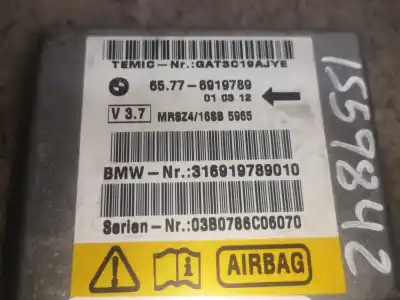 TEMIC-Nr.:GAT3C19AJYE
65.77-6919789
01 03 12
V 3.7
MRSZ4/16SB 5965
BMW-Nr.:316919789010
Serien-Nr.:03B0786C06070
AIRBAG
1559842